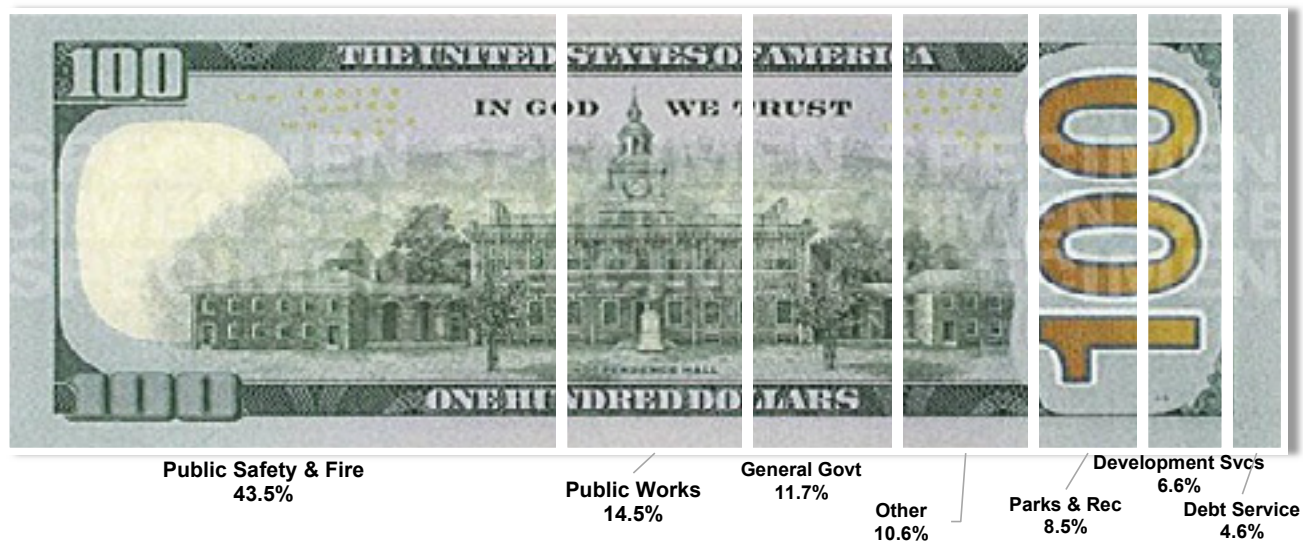 100
THE UNITED STATES OF AMERICA
IN GOD WE TRUST
100
100
ONE HUNDRED DOLLARS
Public Safety & Fire
43.5%
Public Works
14.5%
General Govt
11.7%
Other
10.6%
Parks & Rec
8.5%
Development Svcs
6.6%
Debt Service
4.6%